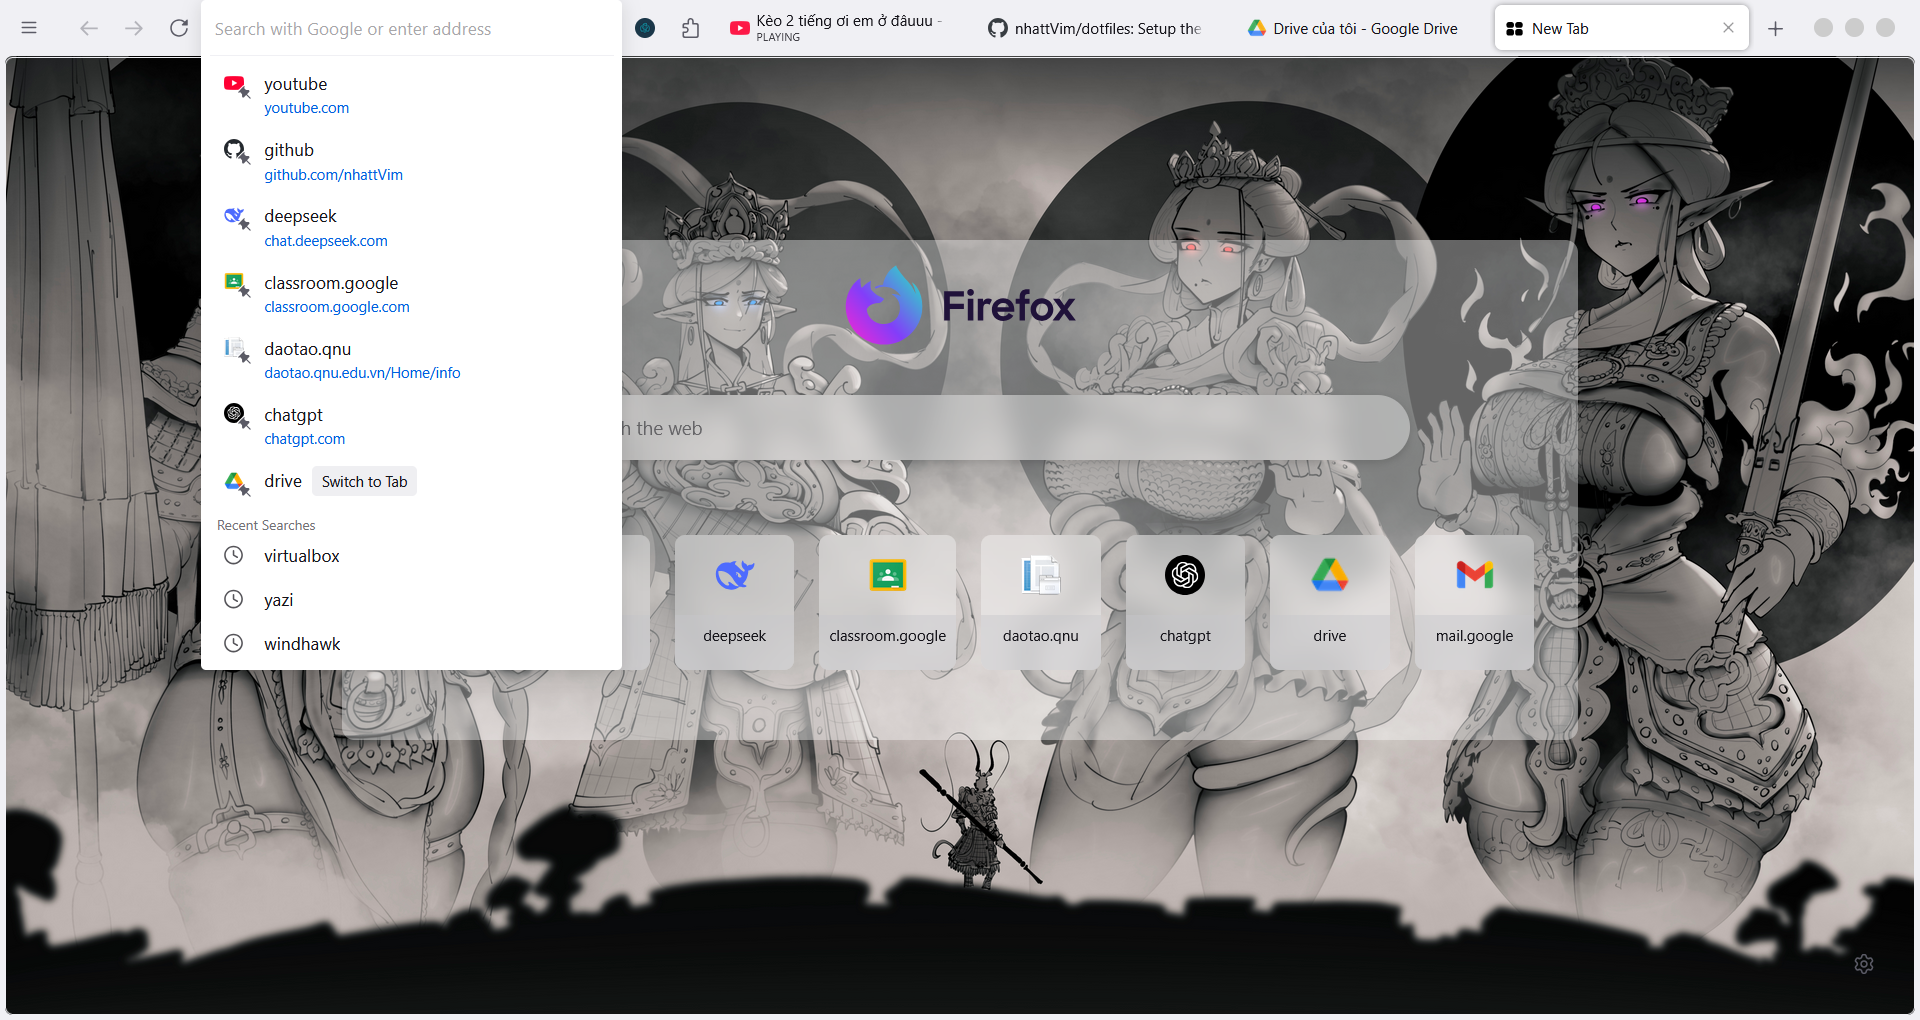 Search with Google or enter address
Kèo 2 tiếng ơi em ở đâuuu -
PLAYING
nhattVim/dotfiles: Setup the
Drive của tôi - Google Drive
New Tab
youtube
youtube.com
github
github.com/nhattVim
deepseek
chat.deepseek.com
classroom.google
classroom.google.com
daotao.qnu
daotao.qnu.edu.vn/Home/info
chatgpt
chatgpt.com
drive Switch to Tab
Recent Searches
virtualbox
yazi
windhawk
Firefox
h the web
deepseek
classroom.google
daotao.qnu
chatgpt
drive
mail.google